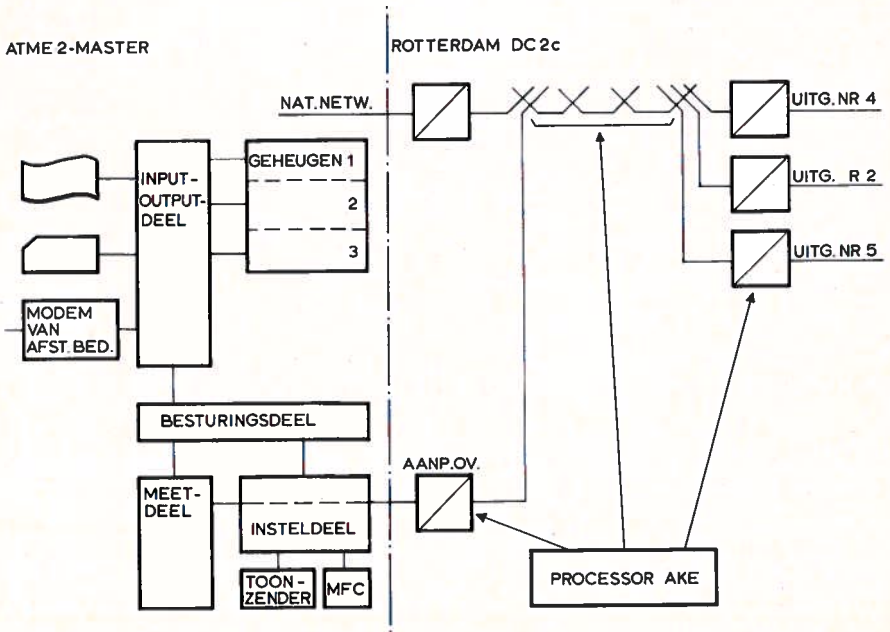 ATME 2-MASTER
ROTTERDAM DC 2c
NAT. NETW.
UITG. NR 4
UITG. R 2
UITG. NR 5
INPUT-
OUTPUT-
DEEL
GEHEUGEN 1
2
3
MODEM
VAN
AFST. BED.
BESTURINGSDEEL
MEET-
DEEL
INSTELDEEL
TOON-
ZENDER
MFC
AANP. OV.
PROCESSOR AKE